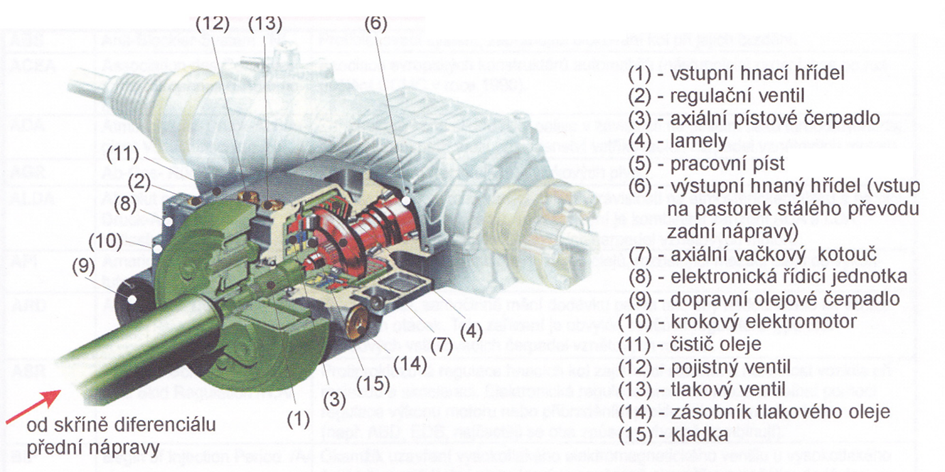 (12) (13) (6)
(11)
(2)
(8)
(10)
(9)
(4)
(7)
(14)
(15)
(3)
(1)
od skříně diferenciálu
přední nápravy
(1) - vstupní hnací hřídel
(2) - regulační ventil
(3) - axiální pístové čerpadlo
(4) - lamely
(5) - pracovní píst
(6) - výstupní hnaný hřídel (vstup
na pastorek stálého převodu
zadní nápravy)
(7) - axiální vačkový kotouč
(8) - elektronická řídicí jednotka
(9) - dopravní olejové čerpadlo
(10) - krokový elektromotor
(11) - čistič oleje
(12) - pojistný ventil
(13) - tlakový ventil
(14) - zásobník tlakového oleje
(15) - kladka